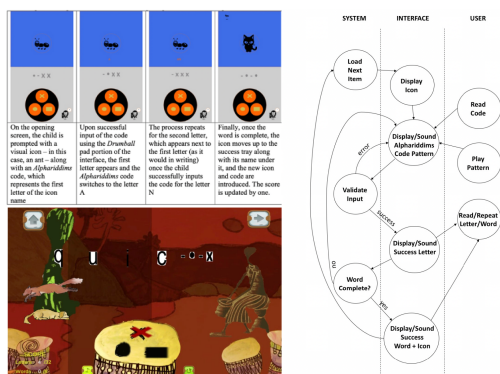 On the opening
screen, the child is
prompted with a
visual icon – in this
case, an ant – along
with an Alphariddims
code, which
represents the first
letter of the icon
name
Upon successful
input of the code
using the Drumball
pad portion of the
interface, the first
letter appears and the
Alphariddims code
switches to the letter
A
The process repeats
for the second letter,
which appears next to
the first letter (as it
would in writing)
once the child
successfully inputs
the code for the letter
N
Finally, once the
word is complete, the
icon moves up to the
success tray along
with its name under
it, and the new icon
and code are
introduced. The score
is updated by one.
q u i c - o - x
SYSTEM INTERFACE USER
Load
Next
Item
Display
Icon
Read
Code
Display/Sound
Alphariddims
Code Pattern
error
Play
Pattern
Validate
Input
success
Read/Repeat
Letter/Word
Display/Sound
Success Letter
no
Word
Complete?
yes
Display/Sound
Success
Word + Icon